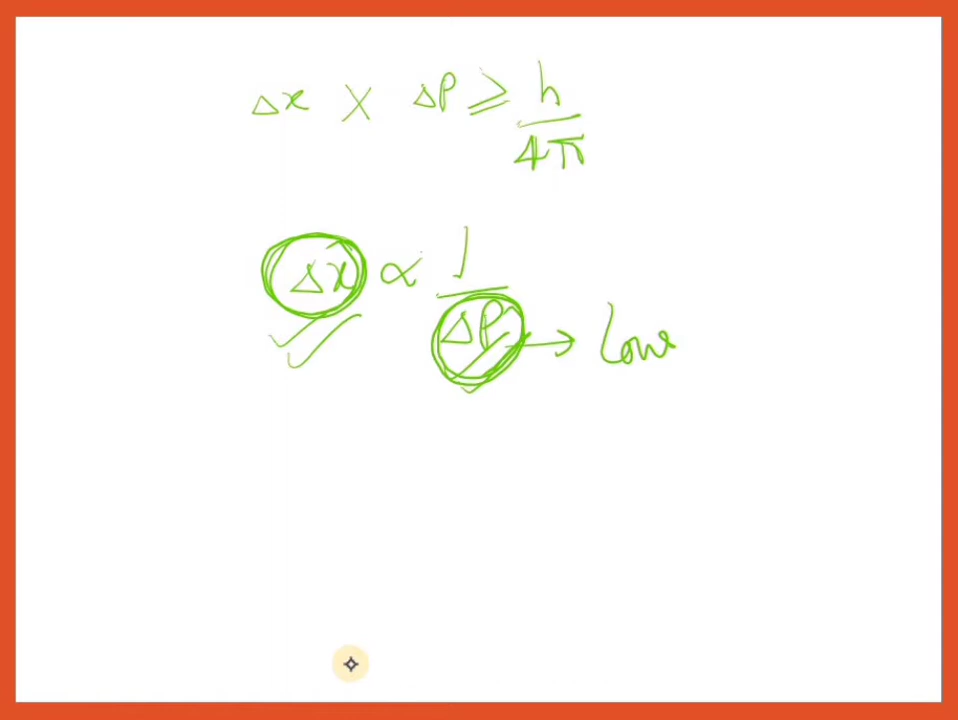 Δx × Δp ≥ h/4π
Δx ∝ 1/Δp → Low